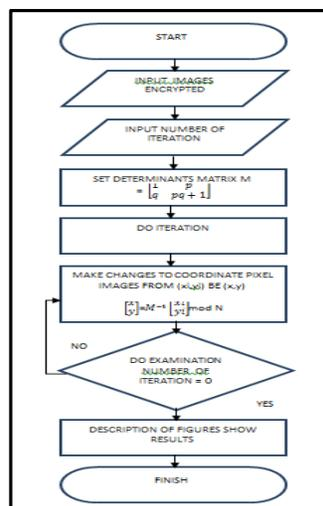 START
INPUT IMAGES
ENCRYPTED
INPUT NUMBER OF
ITERATION
SET DETERMINANTS MATRIX M
= [1 p
q pq + 1]
DO ITERATION
MAKE CHANGES TO COORDINATE PIXEL
IMAGES FROM (xi,yi) BE (x,y)
[x y]=M⁻¹ [xi yi] mod N
NO
DO EXAMINATION
NUMBER OF
ITERATION = 0
YES
DESCRIPTION OF FIGURES SHOW
RESULTS
FINISH